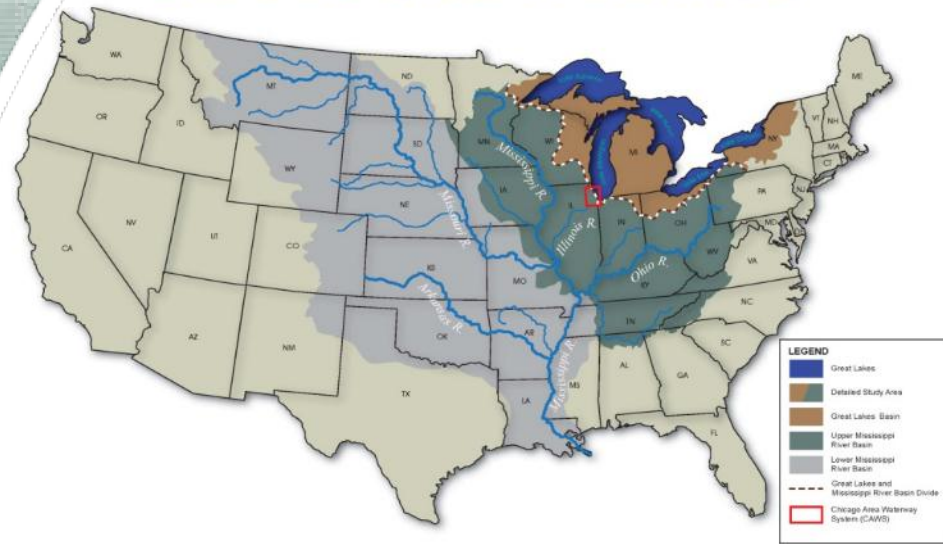 WA
MT
ND
ME
OR
ID
MN
WI
VT
NH
NY
MA
CT
SD
WY
MI
Mississippi R.
IA
PA
NJ
NE
IL
IN
OH
MD
NV
UT
CO
Missouri R.
Illinois R.
WV
VA
CA
KS
MO
Ohio R.
KY
NC
Arkansas R.
TN
AZ
NM
OK
AR
SC
Mississippi R.
MS
AL
GA
TX
LA
FL
LEGEND
Great Lakes
Detailed Study Area
Great Lakes Basin
Upper Mississippi
River Basin
Lower Mississippi
River Basin
Great Lakes and
Mississippi River Basin Divide
Chicago Area Waterway
System (CAWS)